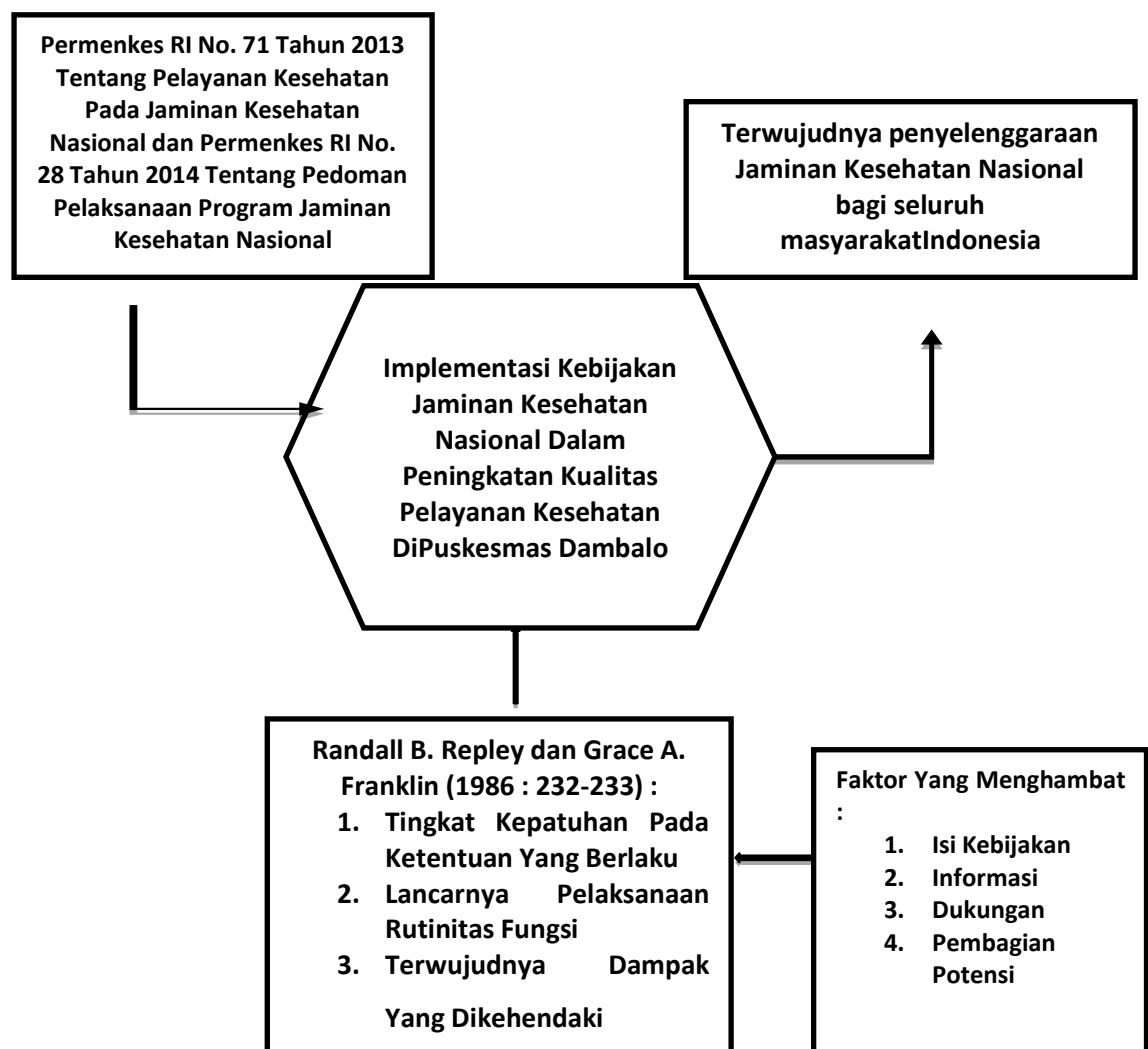 Permenkes RI No. 71 Tahun 2013
Tentang Pelayanan Kesehatan
Pada Jaminan Kesehatan
Nasional dan Permenkes RI No.
28 Tahun 2014 Tentang Pedoman
Pelaksanaan Program Jaminan
Kesehatan Nasional
Terwujudnya penyelenggaraan
Jaminan Kesehatan Nasional
bagi seluruh
masyarakatIndonesia
Implementasi Kebijakan
Jaminan Kesehatan
Nasional Dalam
Peningkatan Kualitas
Pelayanan Kesehatan
DiPuskesmas Dambalo
Randall B. Repley dan Grace A.
Franklin (1986 : 232-233) :
1. Tingkat Kepatuhan Pada
Ketentuan Yang Berlaku
2. Lancarnya Pelaksanaan
Rutinitas Fungsi
3. Terwujudnya Dampak
Yang Dikehendaki
Faktor Yang Menghambat
:
1. Isi Kebijakan
2. Informasi
3. Dukungan
4. Pembagian
Potensi